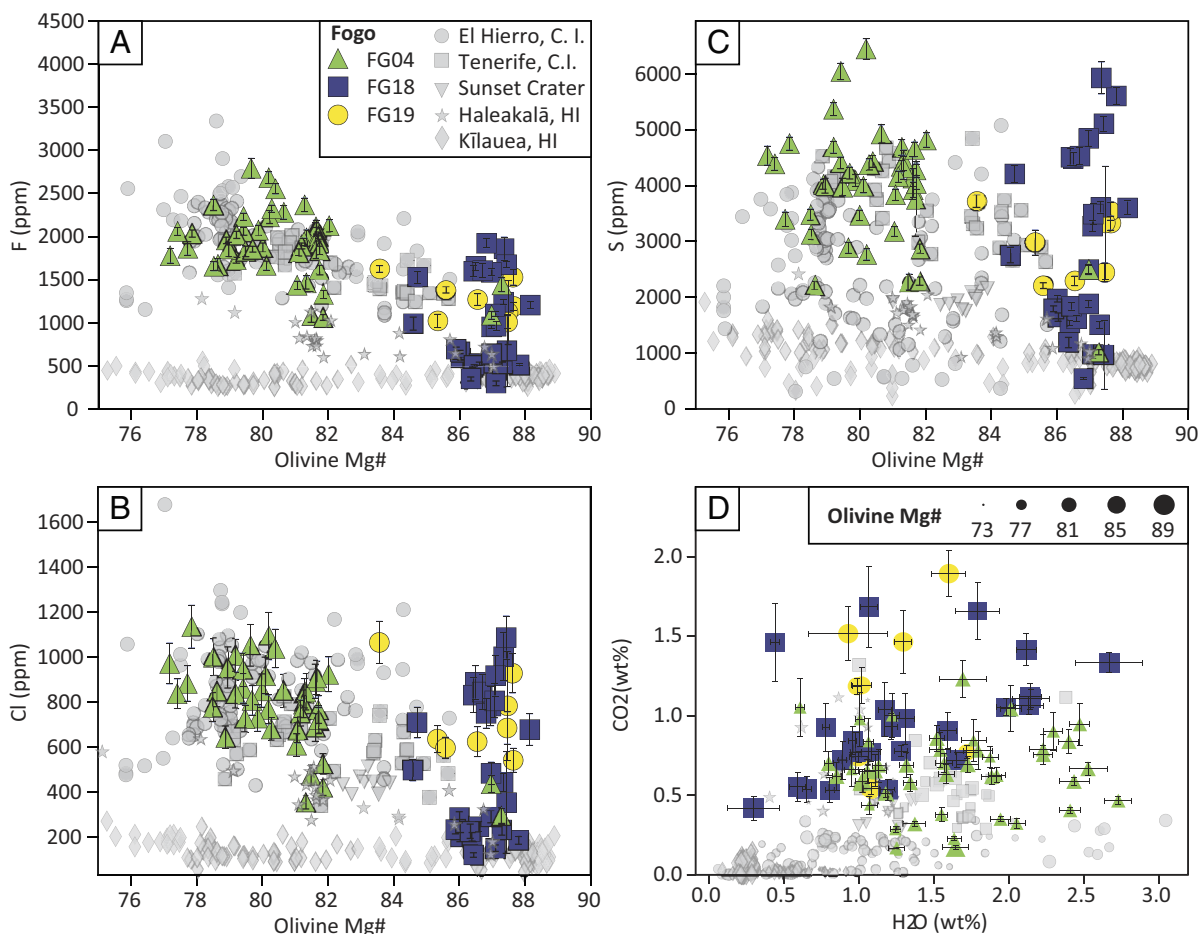 A
4500
4000
3500
3000
2500
2000
1500
1000
500
0
F (ppm)
76 78 80 82 84 86 88 90
Olivine Mg#
Fogo
FG04
FG18
FG19
El Hierro, C. I.
Tenerife, C.I.
Sunset Crater
Haleakalā, HI
Kīlauea, HI
C
6000
5000
4000
3000
2000
1000
0
S (ppm)
76 78 80 82 84 86 88 90
Olivine Mg#
B
1600
1400
1200
1000
800
600
400
200
Cl (ppm)
76 78 80 82 84 86 88 90
Olivine Mg#
D
Olivine Mg#
73 77 81 85 89
2.0
1.5
1.0
0.5
0.0
CO2(wt%)
0.0 0.5 1.0 1.5 2.0 2.5 3.0
H2O (wt%)